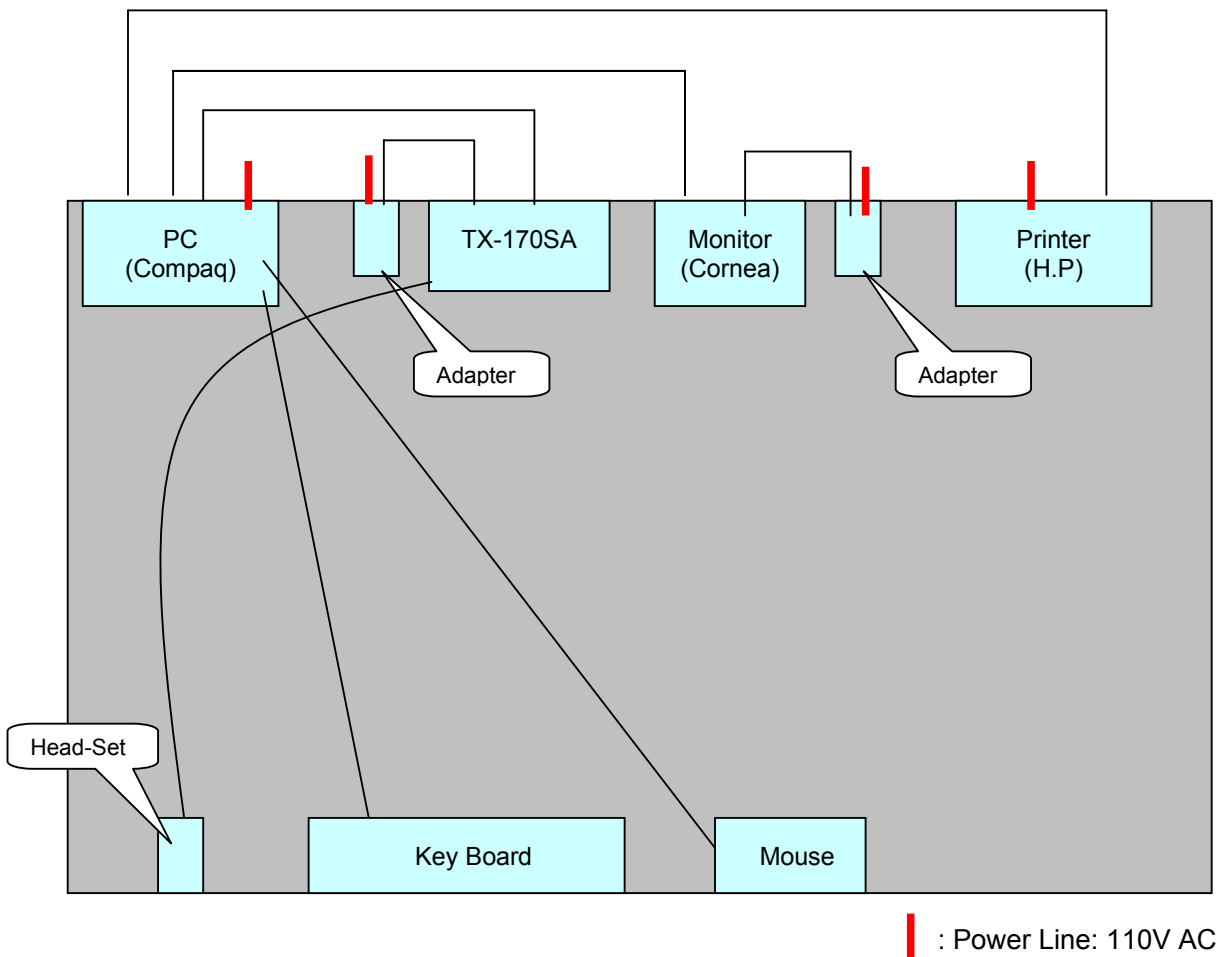 PC
(Compaq)
TX-170SA
Monitor
(Cornea)
Printer
(H.P)
Adapter
Adapter
Head-Set
Key Board
Mouse
: Power Line: 110V AC